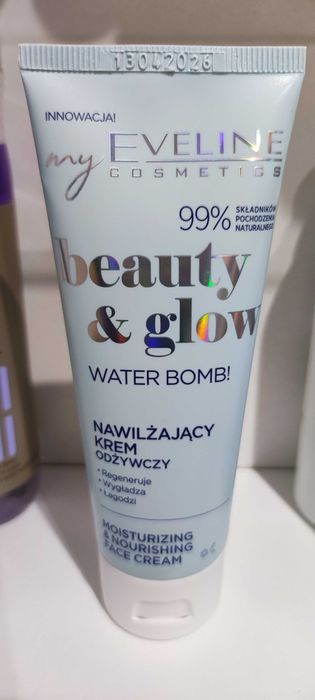 13042026
INNOWACJA!
my EVELINE
COSMETICS
99% SKŁADNIKÓW
POCHODZENIA
NATURALNEGO
beauty
& glow
WATER BOMB!
NAWILŻAJĄCY
KREM
ODŻYWCZY
• Regeneruje
• Wygładza
• Łagodzi
MOISTURIZING
& NOURISHING
FACE CREAM